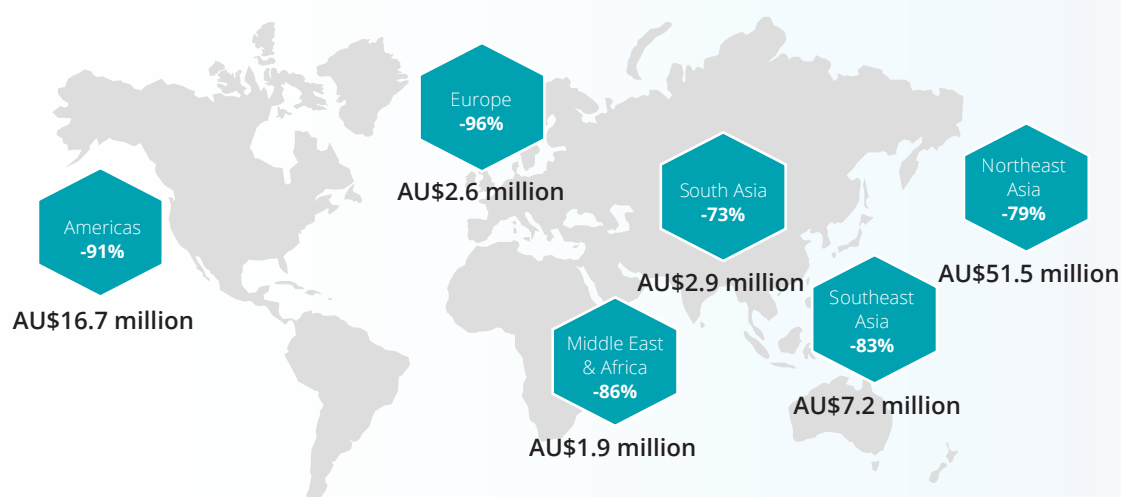 Europe
-96%
AU$2.6 million
Americas
-91%
AU$16.7 million
South Asia
-73%
AU$2.9 million
Northeast
Asia
-79%
AU$51.5 million
Southeast
Asia
-83%
AU$7.2 million
Middle East
& Africa
-86%
AU$1.9 million